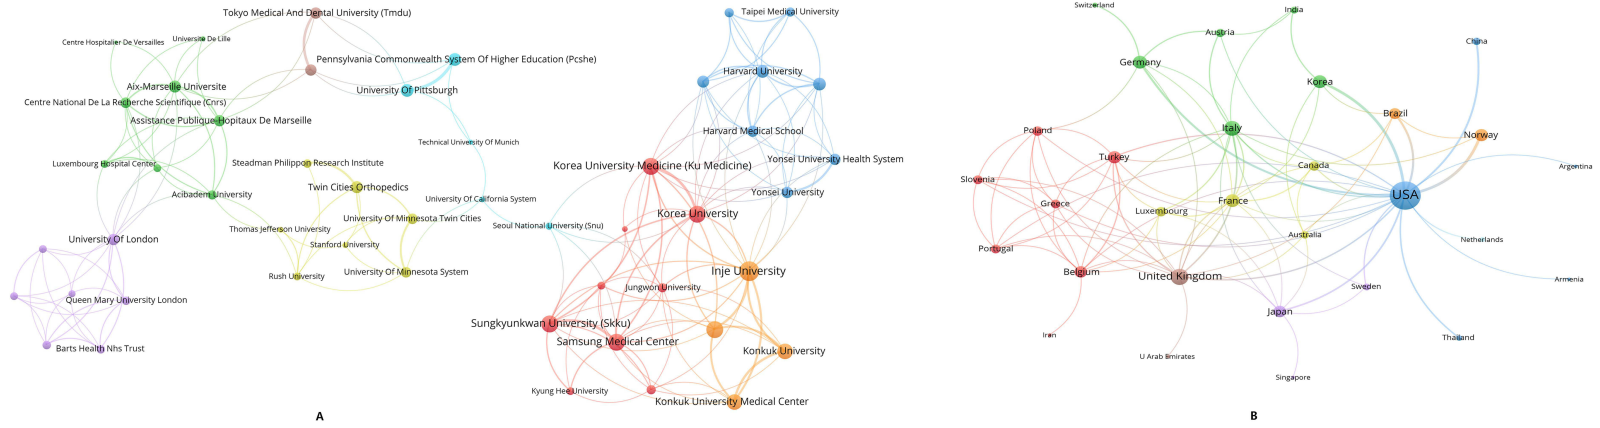 Tokyo Medical And Dental University (Tmdu)
Taipei Medical University
Centre Hospitalier De Versailles
Universite De Lille
Pennsylvania Commonwealth System Of Higher Education (Pcshe)
Harvard University
Aix-Marseille Universite
University Of Pittsburgh
Centre National De La Recherche Scientifique (Cnrs)
Assistance Publique-Hopitaux De Marseille
Harvard Medical School
Technical University Of Munich
Luxembourg Hospital Center
Steadman Philippon Research Institute
Korea University Medicine (Ku Medicine)
Yonsei University Health System
Twin Cities Orthopedics
Acibadem University
Yonsei University
University Of California System
University Of Minnesota Twin Cities
Korea University
Thomas Jefferson University
Seoul National University (Snu)
University Of London
Stanford University
Rush University
University Of Minnesota System
Inje University
Jungwon University
Queen Mary University London
Sungkyunkwan University (Skku)
Samsung Medical Center
Barts Health Nhs Trust
Konkuk University
Kyung Hee University
Konkuk University Medical Center
A
Switzerland
India
Austria
China
Germany
Korea
Brazil
Poland
Italy
Norway
Turkey
Canada
Argentina
Slovenia
USA
Greece
France
Luxembourg
Australia
Netherlands
Portugal
Belgium
United Kingdom
Armenia
Sweden
Japan
Iran
Thailand
U Arab Emirates
Singapore
B